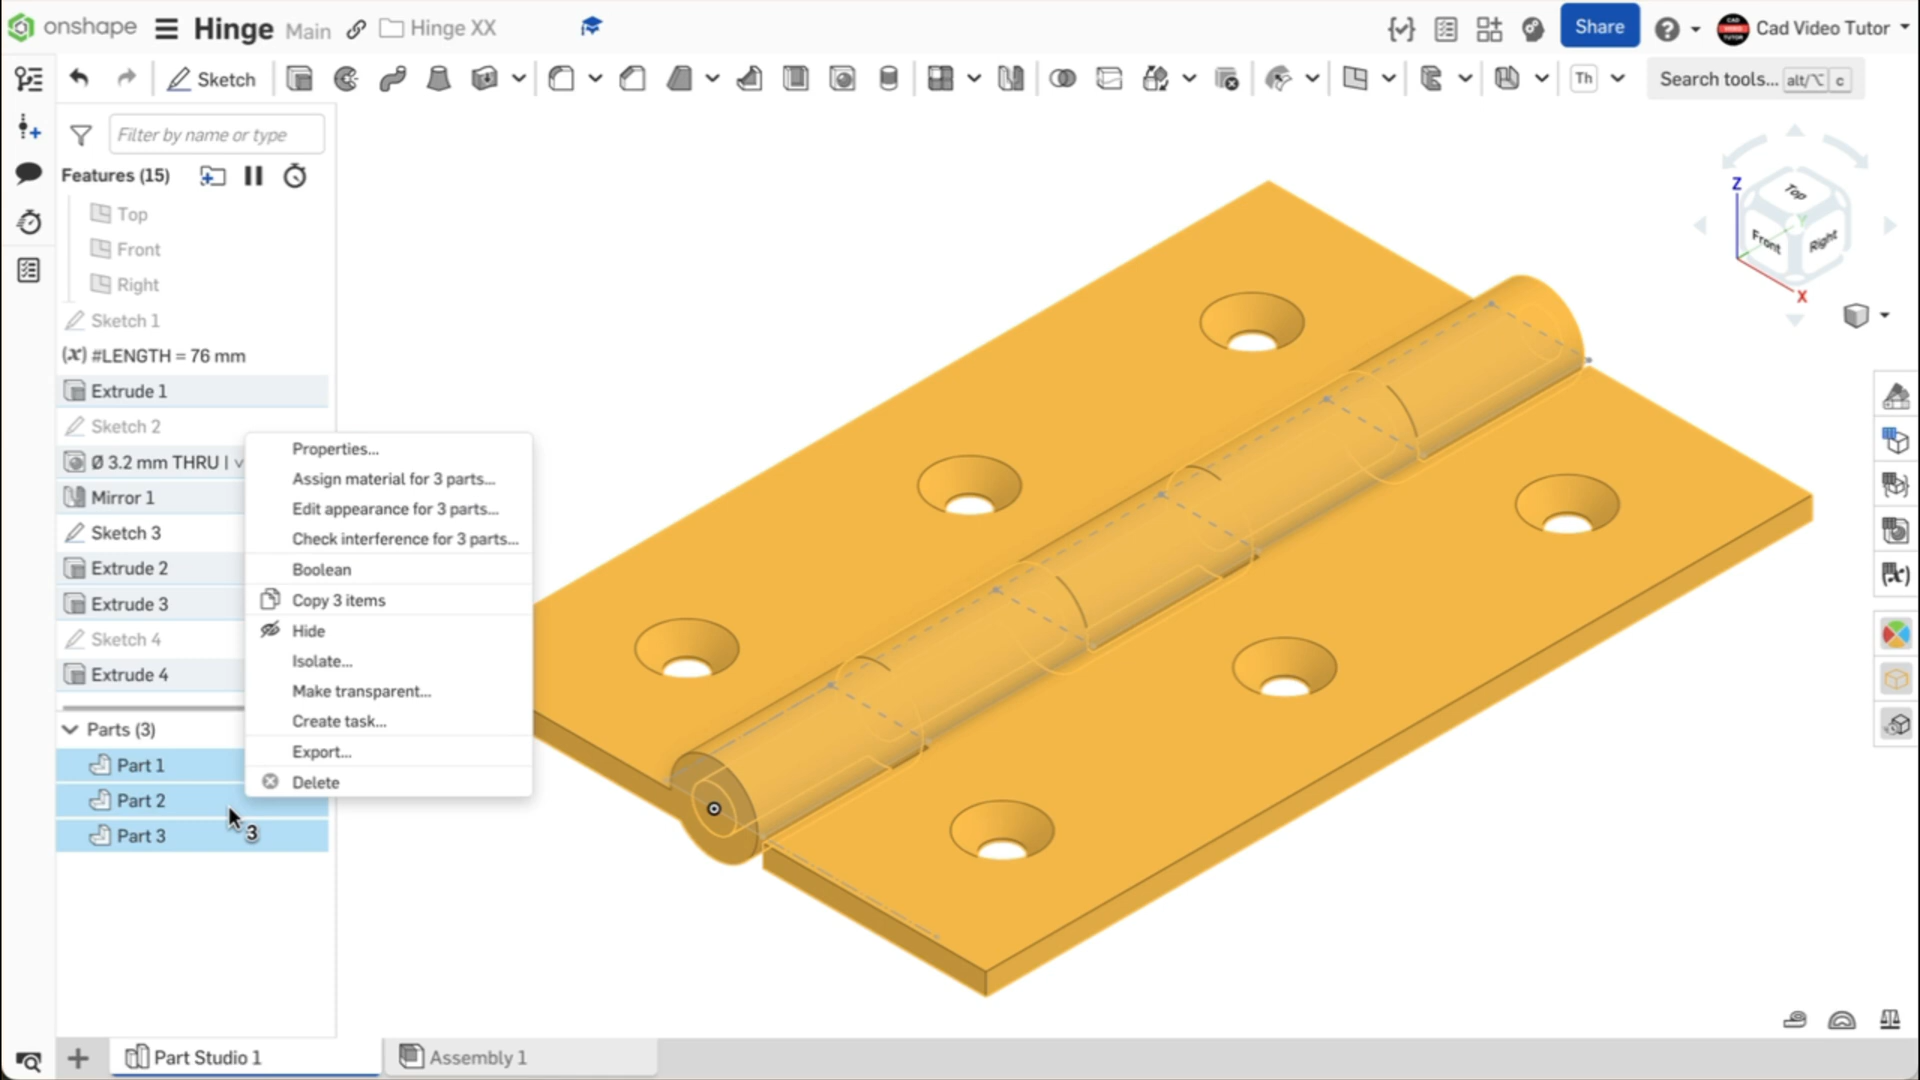 onshape Hinge Main Hinge XX Share Cad Video Tutor
Sketch Th Search tools... alt/⌥ c
Filter by name or type
Features (15)
Top
Front
Right
Sketch 1
(x) #LENGTH = 76 mm
Extrude 1
Sketch 2
Ø 3.2 mm THRU | ∨
Mirror 1
Sketch 3
Extrude 2
Extrude 3
Sketch 4
Extrude 4
Parts (3)
Part 1
Part 2
Part 3
Properties...
Assign material for 3 parts...
Edit appearance for 3 parts...
Check interference for 3 parts...
Boolean
Copy 3 items
Hide
Isolate...
Make transparent...
Create task...
Export...
Delete
3
Z
Top
Y
Front Right
X
(x)
Part Studio 1 Assembly 1